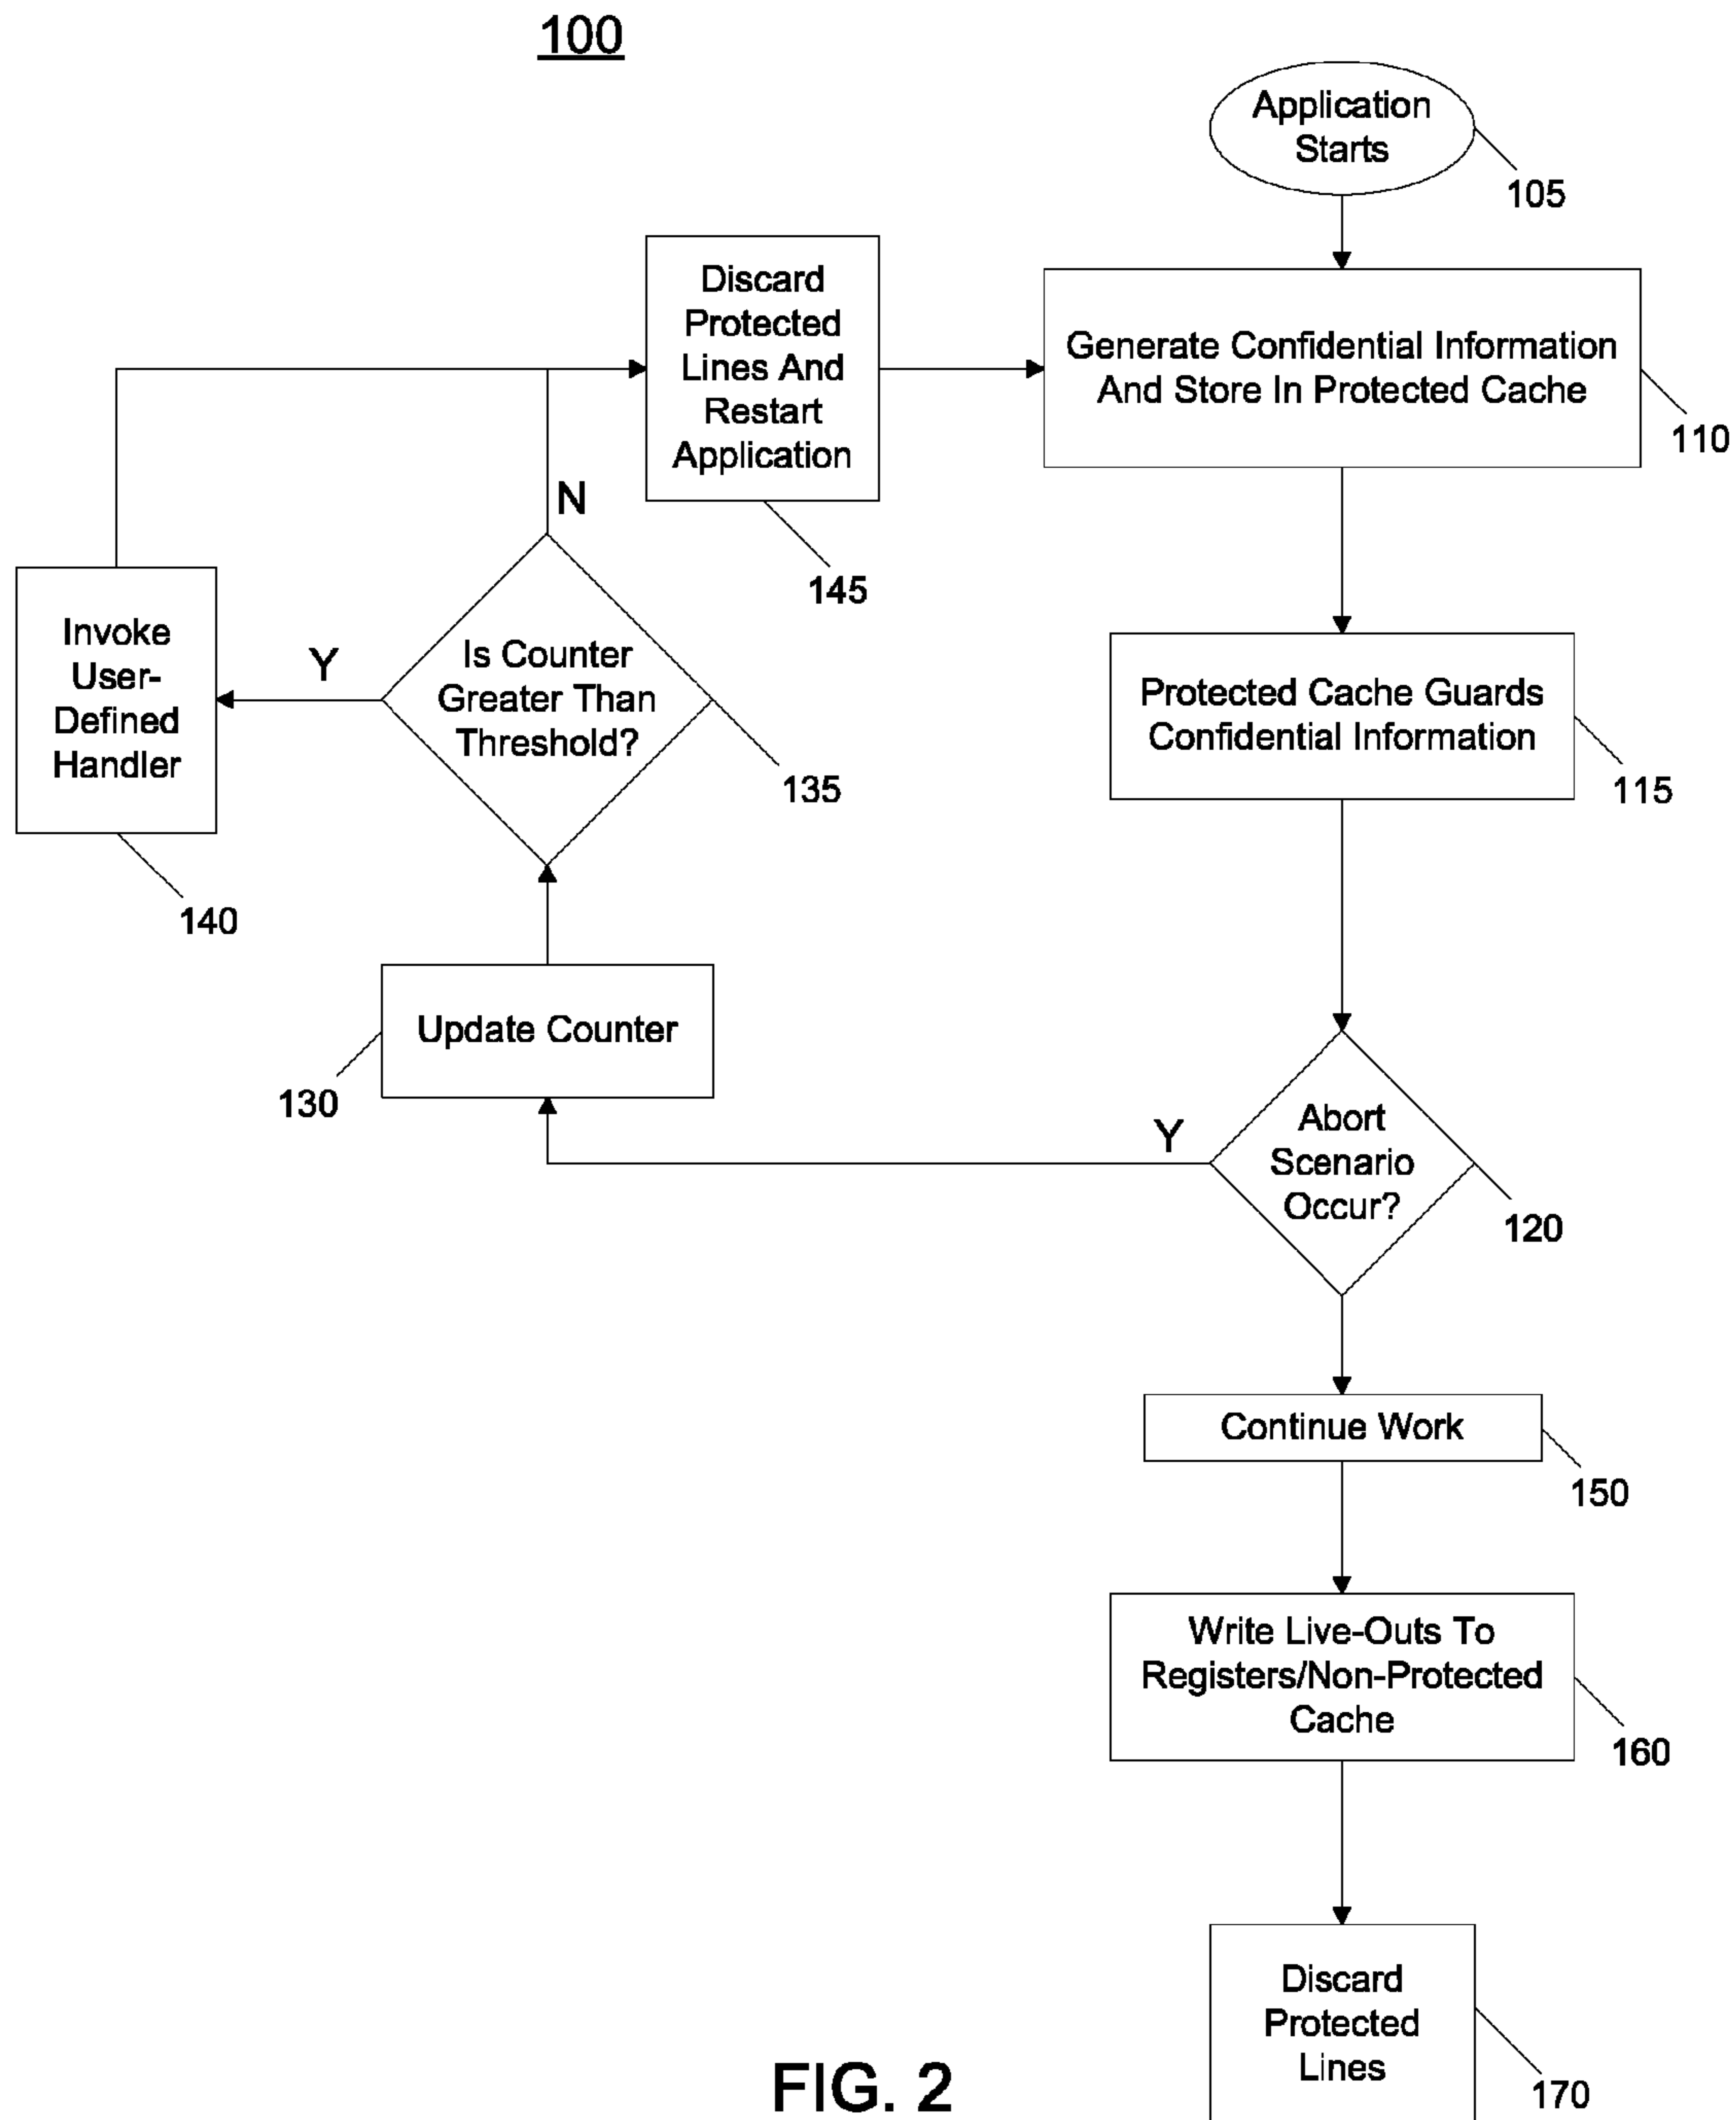 100
Application
Starts
105
Discard
Protected
Lines And
Restart
Application
145
Generate Confidential Information
And Store In Protected Cache
110
N
Invoke
User-
Defined
Handler
140
Y
Is Counter
Greater Than
Threshold?
135
Protected Cache Guards
Confidential Information
115
Update Counter
130
Y
Abort
Scenario
Occur?
120
Continue Work
150
Write Live-Outs To
Registers/Non-Protected
Cache
160
Discard
Protected
Lines
170
FIG. 2